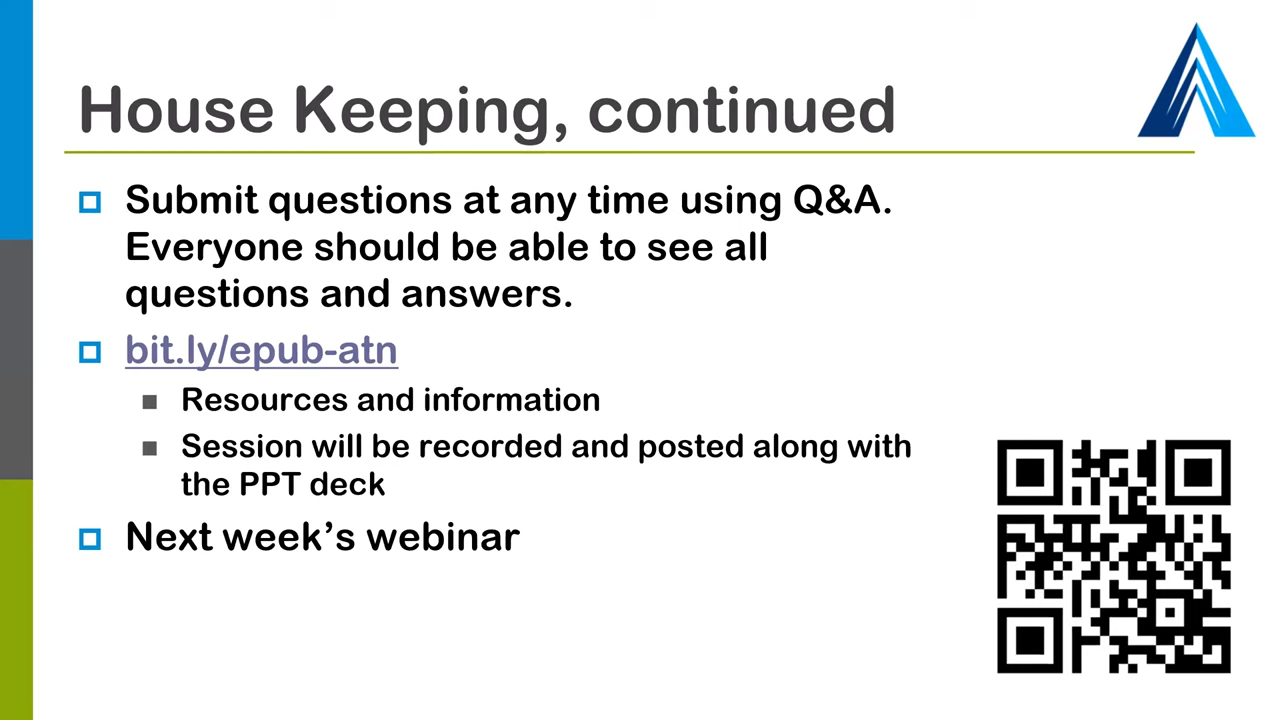 House Keeping, continued
Submit questions at any time using Q&A.
Everyone should be able to see all
questions and answers.
bit.ly/epub-atn
Resources and information
Session will be recorded and posted along with
the PPT deck
Next week’s webinar